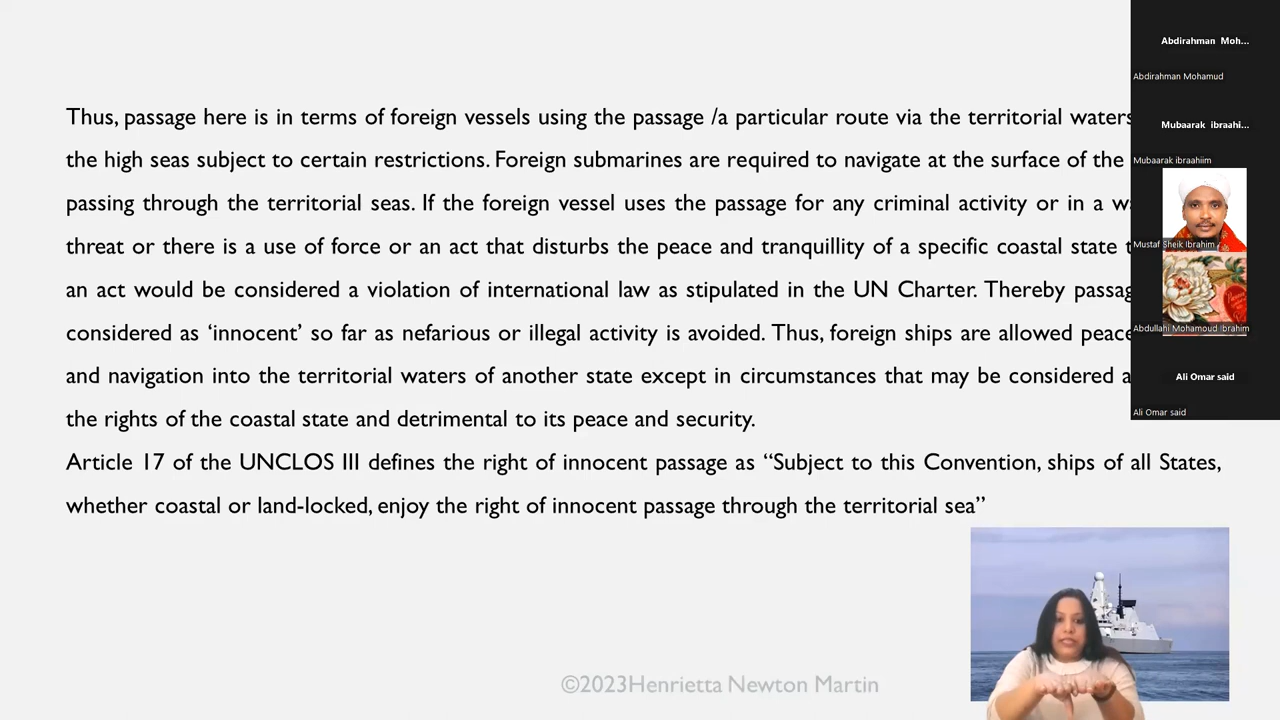 Thus, passage here is in terms of foreign vessels using the passage /a particular route via the territorial waters
the high seas subject to certain restrictions. Foreign submarines are required to navigate at the surface of the
passing through the territorial seas. If the foreign vessel uses the passage for any criminal activity or in a
threat or there is a use of force or an act that disturbs the peace and tranquillity of a specific coastal state
an act would be considered a violation of international law as stipulated in the UN Charter. Thereby
considered as ‘innocent’ so far as nefarious or illegal activity is avoided. Thus, foreign ships are allowed
and navigation into the territorial waters of another state except in circumstances that may be considered
the rights of the coastal state and detrimental to its peace and security.
Article 17 of the UNCLOS III defines the right of innocent passage as “Subject to this Convention, ships of all States,
whether coastal or land-locked, enjoy the right of innocent passage through the territorial sea”
©2023Henrietta Newton Martin
Abdirahman Moh...
Abdirahman Mohamud
Mubaarak ibraahi...
Mubaarak ibraahiim
Mustaf Sheik Ibrahim
Abdullahi Mohamoud Ibrahim
Ali Omar said
Ali Omar said